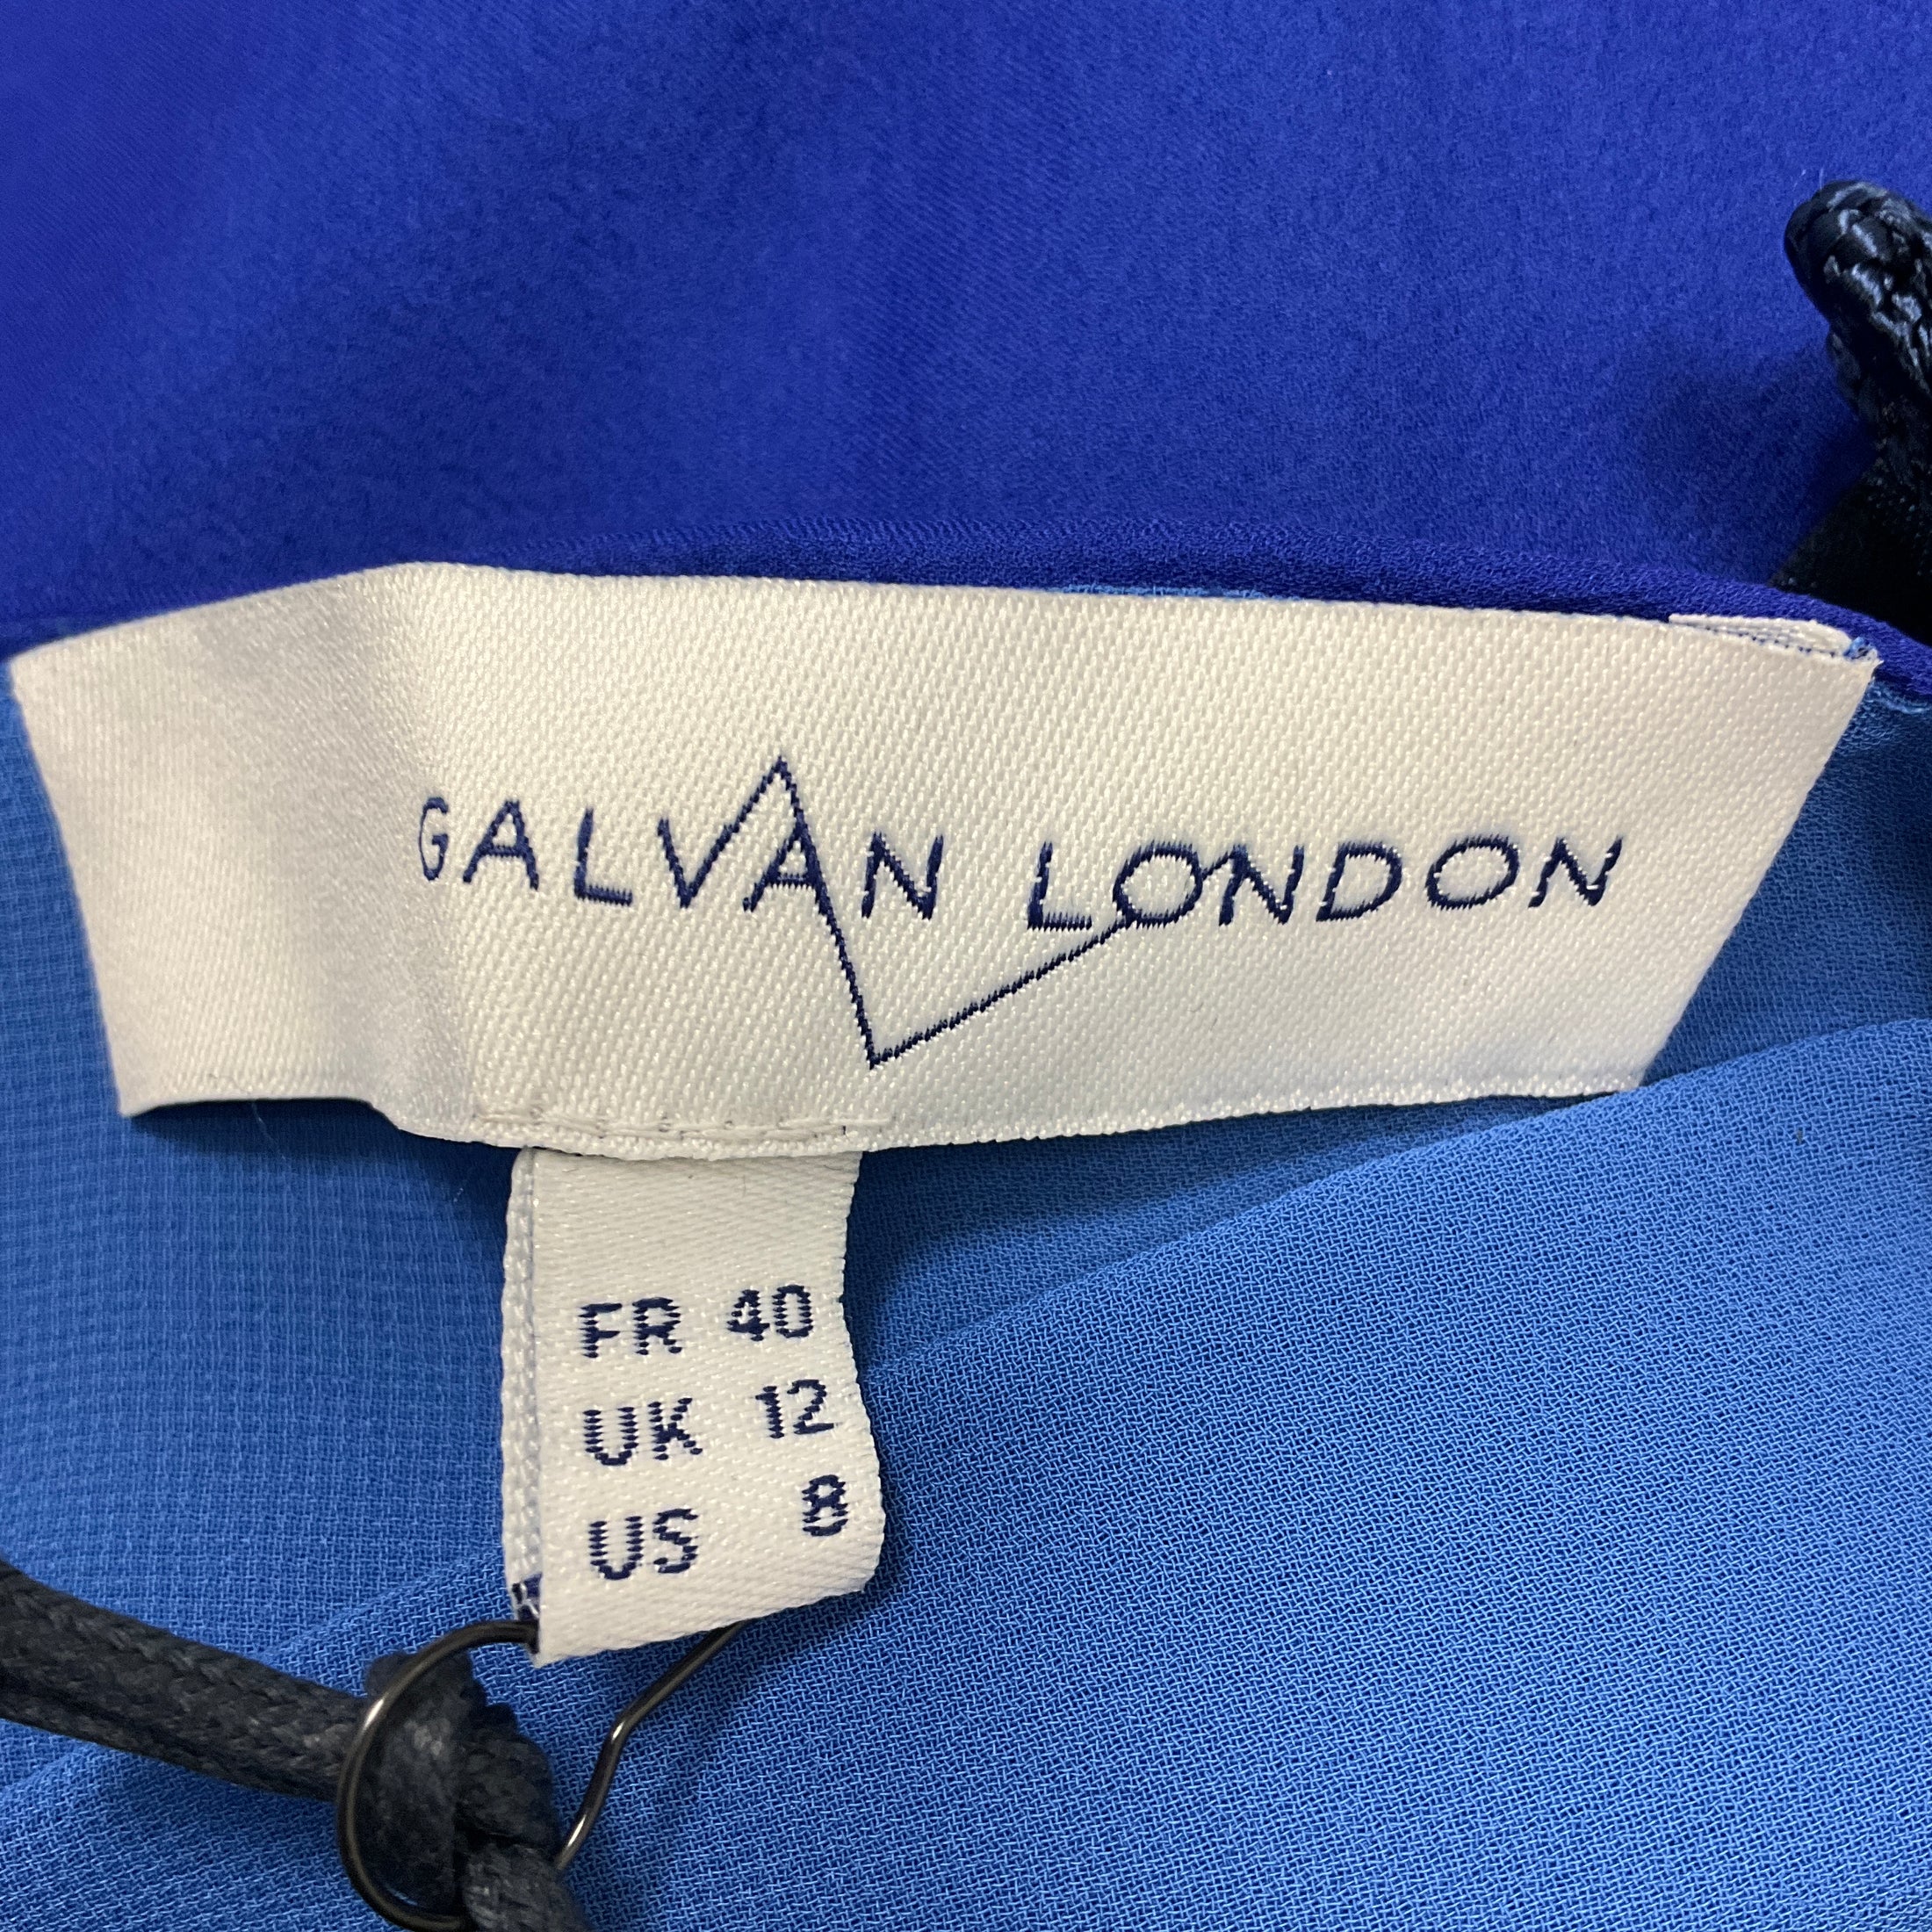 GALVAN LONDON
FR 40
UK 12
US 8